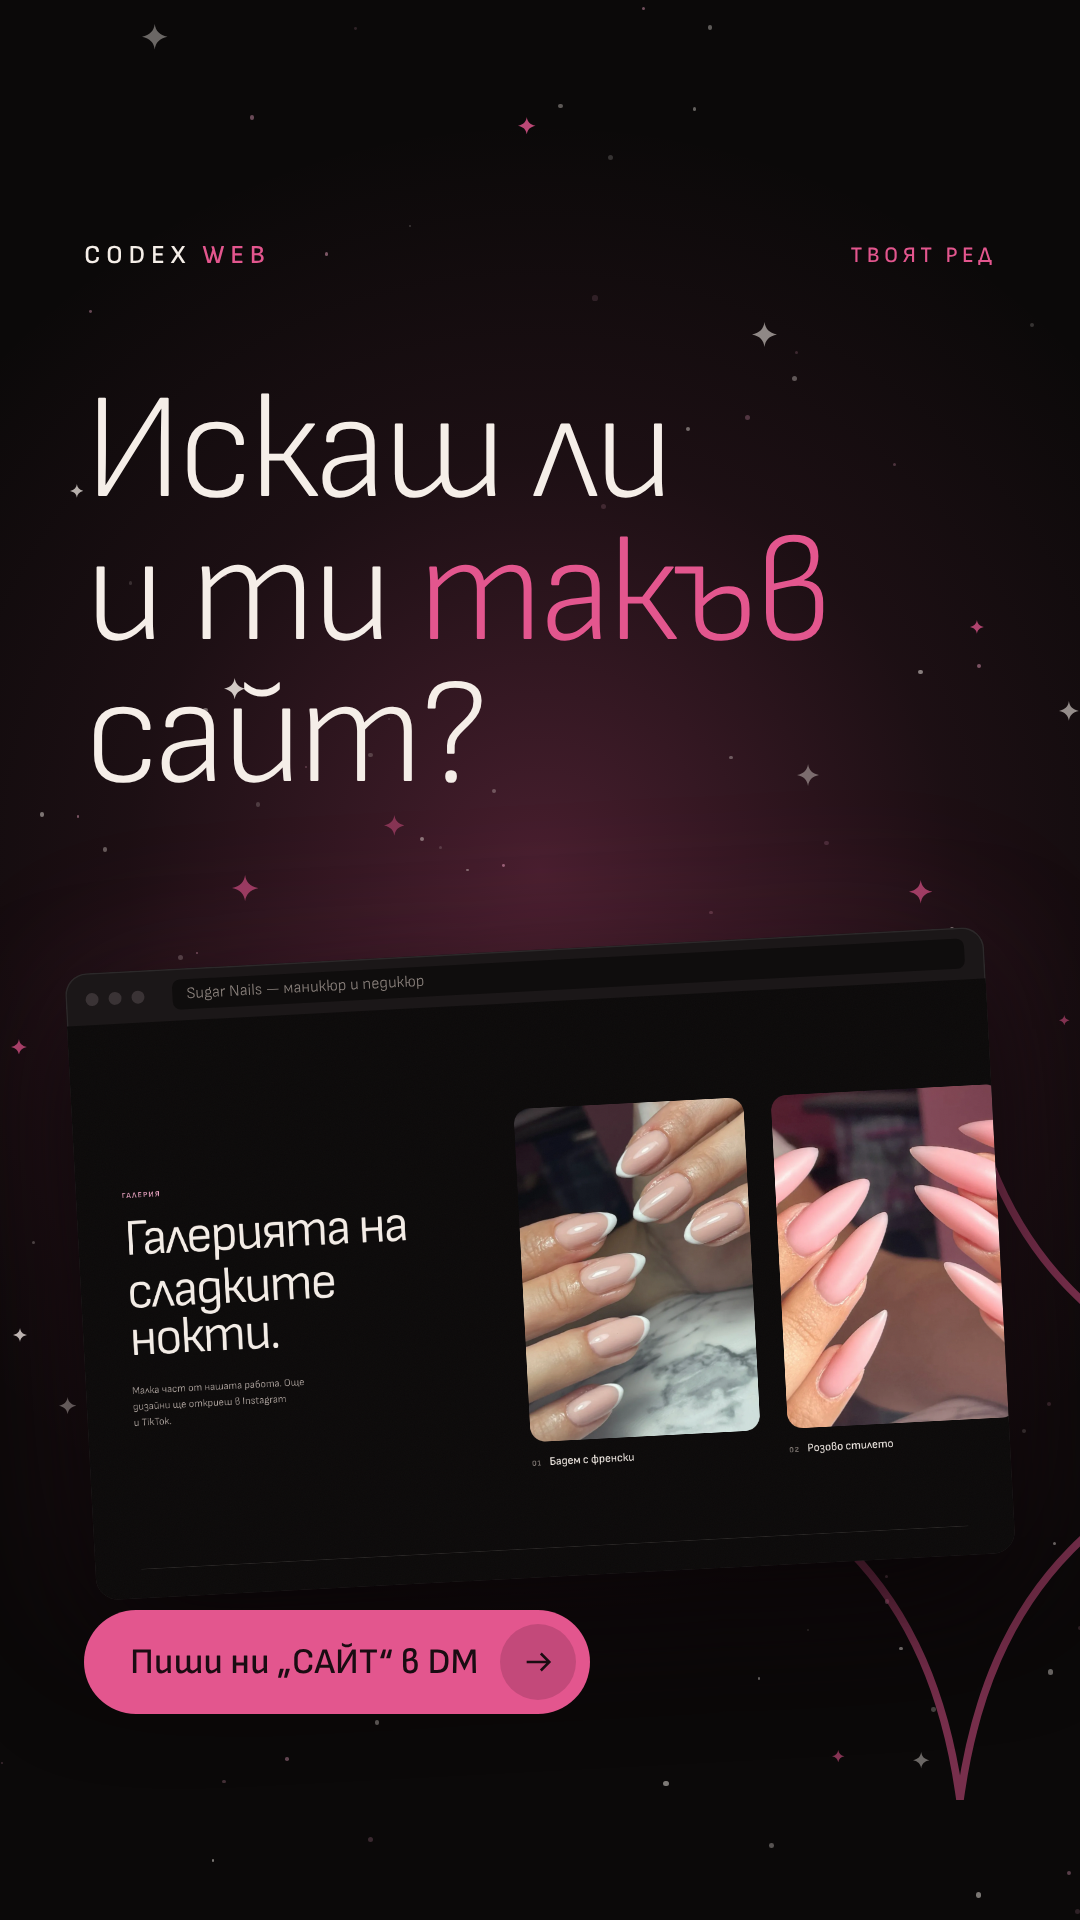 CODEX WEB
ТВОЯТ РЕД
Искаш ли
и ти такъв
сайт?
Sugar Nails — маникюр и педикюр
ГАЛЕРИЯ
Галерията на
сладките
нокти.
Малка част от нашата работа. Още
дизайни ще откриеш в Instagram
и TikTok.
01 Бадем с френски
02 Розово стилето
Пиши ни „САЙТ“ в DM